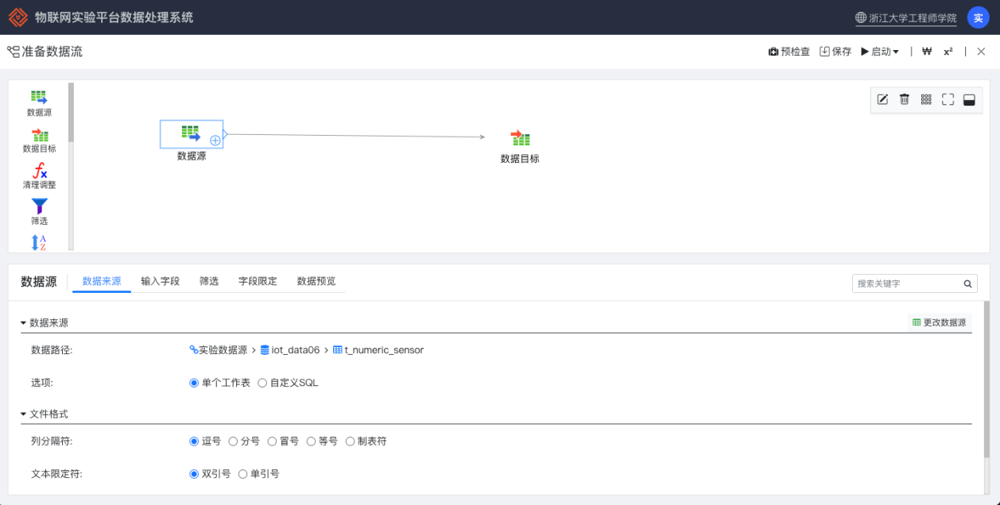 物联网实验平台数据处理系统
浙江大学工程师学院
实
准备数据流
预检查 保存 启动 | ₩ x² |
数据源
数据目标
清理调整
筛选
数据源
数据目标
数据源 数据来源 输入字段 筛选 字段限定 数据预览
搜索关键字
数据来源
更改数据源
数据路径: 实验数据源 > iot_data06 > t_numeric_sensor
选项: 单个工作表 自定义SQL
文件格式
列分隔符: 逗号 分号 冒号 等号 制表符
文本限定符: 双引号 单引号